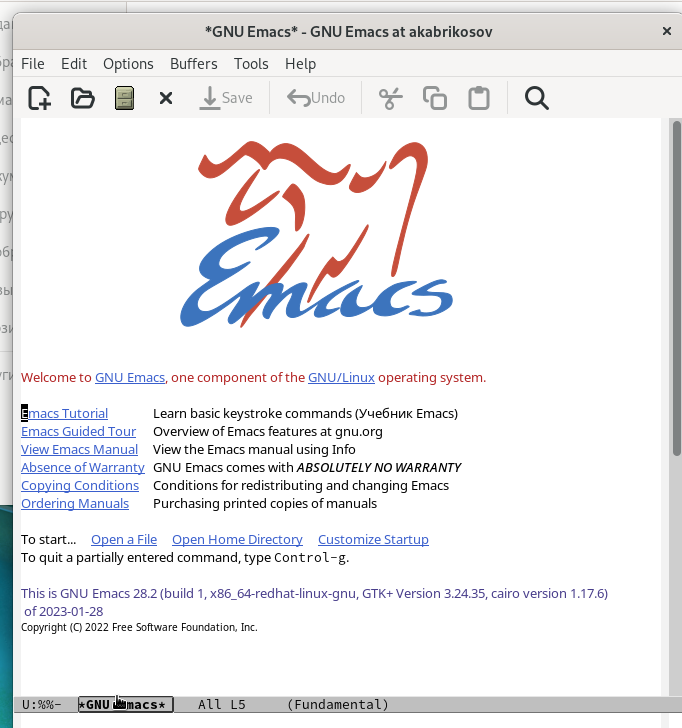 *GNU Emacs* - GNU Emacs at akabrikosov
File Edit Options Buffers Tools Help
Save Undo
Emacs
Welcome to GNU Emacs, one component of the GNU/Linux operating system.
Emacs Tutorial Learn basic keystroke commands (Учебник Emacs)
Emacs Guided Tour Overview of Emacs features at gnu.org
View Emacs Manual View the Emacs manual using Info
Absence of Warranty GNU Emacs comes with ABSOLUTELY NO WARRANTY
Copying Conditions Conditions for redistributing and changing Emacs
Ordering Manuals Purchasing printed copies of manuals
To start... Open a File Open Home Directory Customize Startup
To quit a partially entered command, type Control-g.
This is GNU Emacs 28.2 (build 1, x86_64-redhat-linux-gnu, GTK+ Version 3.24.35, cairo version 1.17.6)
of 2023-01-28
Copyright (C) 2022 Free Software Foundation, Inc.
U:%%- *GNU Emacs* All L5 (Fundamental)